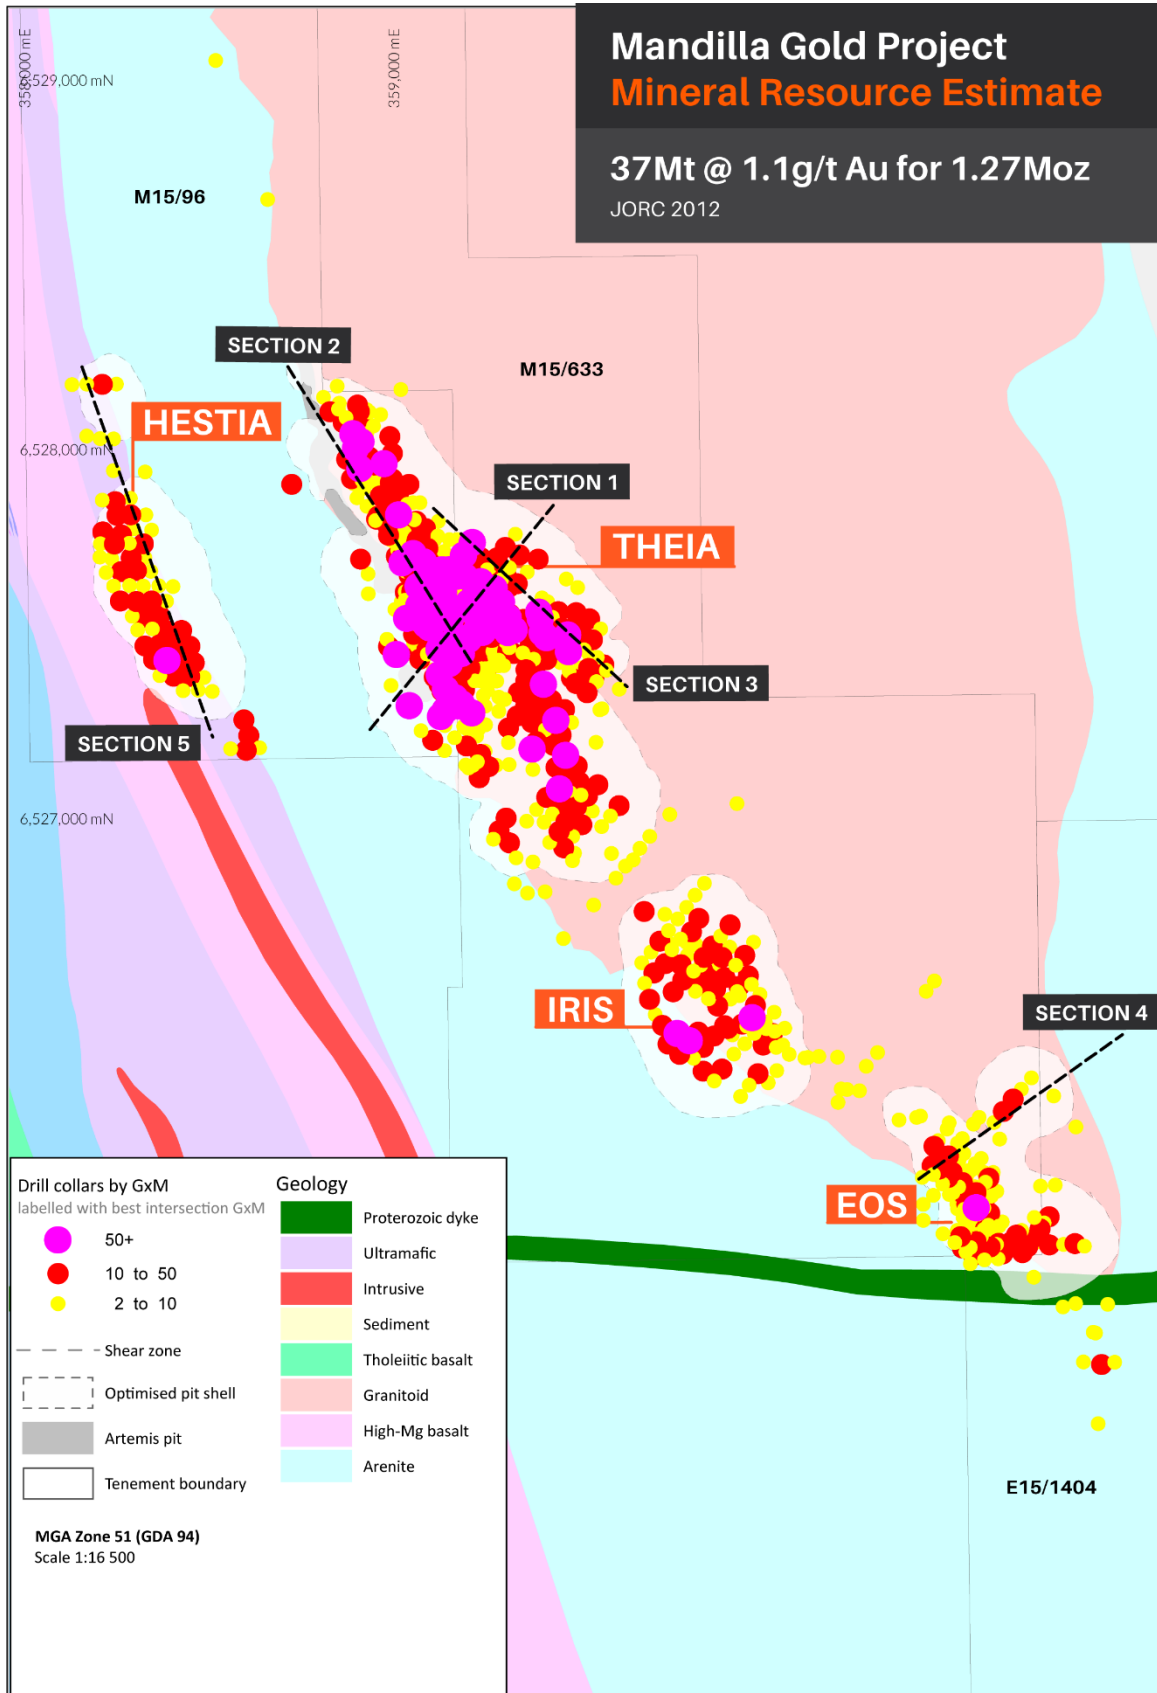 Mandilla Gold Project
Mineral Resource Estimate
37Mt @ 1.1g/t Au for 1.27Moz
JORC 2012
358,000 mE
359,000 mE
6,529,000 mN
M15/96
SECTION 2
M15/633
HESTIA
6,528,000 mN
SECTION 1
THEIA
SECTION 3
SECTION 5
6,527,000 mN
IRIS
SECTION 4
EOS
E15/1404
Drill collars by GxM
labelled with best intersection GxM
50+
10 to 50
2 to 10
Shear zone
Optimised pit shell
Artemis pit
Tenement boundary
Geology
Proterozoic dyke
Ultramafic
Intrusive
Sediment
Tholeiitic basalt
Granitoid
High-Mg basalt
Arenite
MGA Zone 51 (GDA 94)
Scale 1:16 500